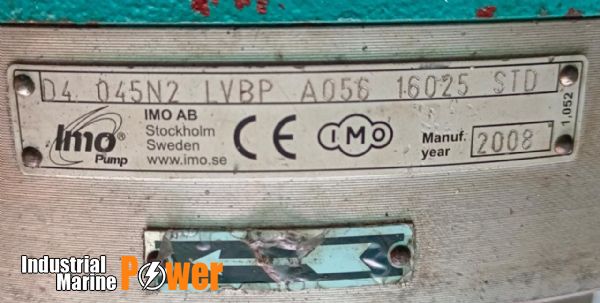 D4 045N2 LVBP A056 16025 STD
Imo®
Pump
IMO AB
Stockholm
Sweden
www.imo.se
CE
IMO
Manuf.
year
2008
1,052
Industrial
Marine
Power